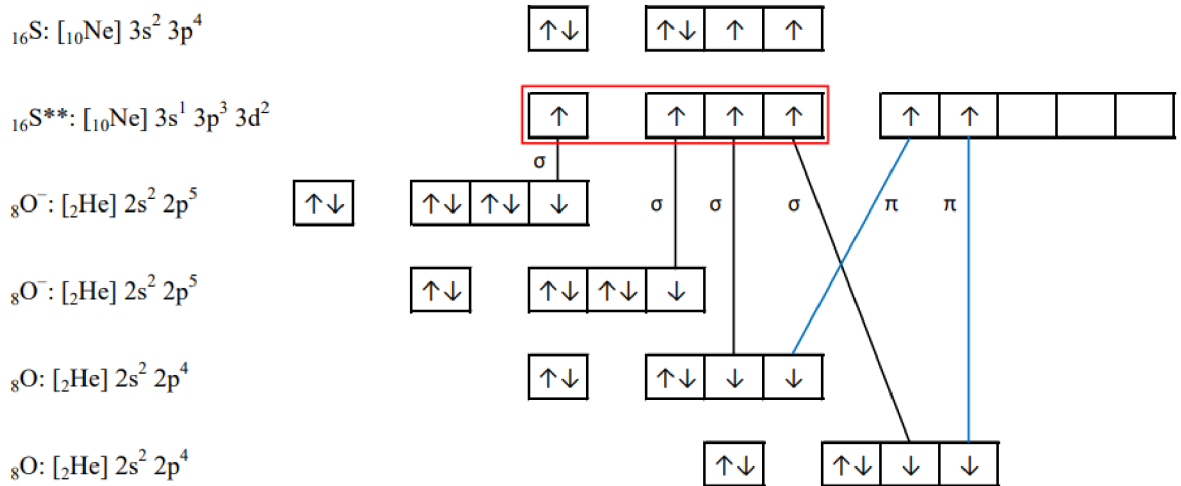 ₁₆S: [₁₀Ne] 3s² 3p⁴ ↑↓ ↑↓ ↑ ↑
₁₆S**: [₁₀Ne] 3s¹ 3p³ 3d² ↑ ↑ ↑ ↑ ↑ ↑
σ
₈O⁻: [₂He] 2s² 2p⁵ ↑↓ ↑↓ ↑↓ ↓ σ σ σ π π
₈O⁻: [₂He] 2s² 2p⁵ ↑↓ ↑↓ ↑↓ ↓
₈O: [₂He] 2s² 2p⁴ ↑↓ ↑↓ ↓ ↓
₈O: [₂He] 2s² 2p⁴ ↑↓ ↑↓ ↓ ↓